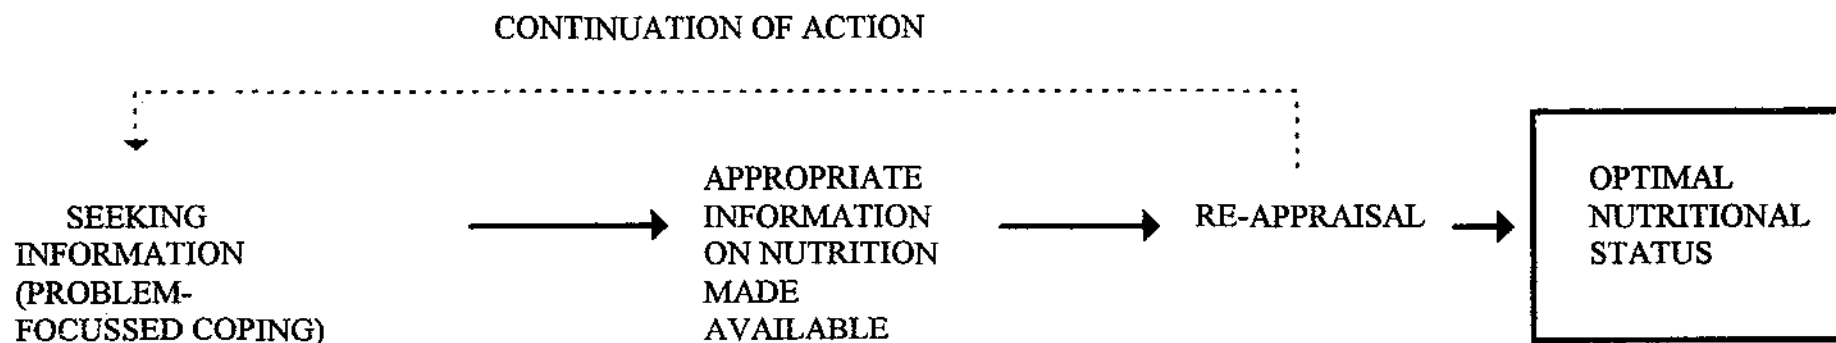 CONTINUATION OF ACTION
SEEKING
INFORMATION
(PROBLEM-
FOCUSSED COPING)
APPROPRIATE
INFORMATION
ON NUTRITION
MADE
AVAILABLE
RE-APPRAISAL
OPTIMAL
NUTRITIONAL
STATUS